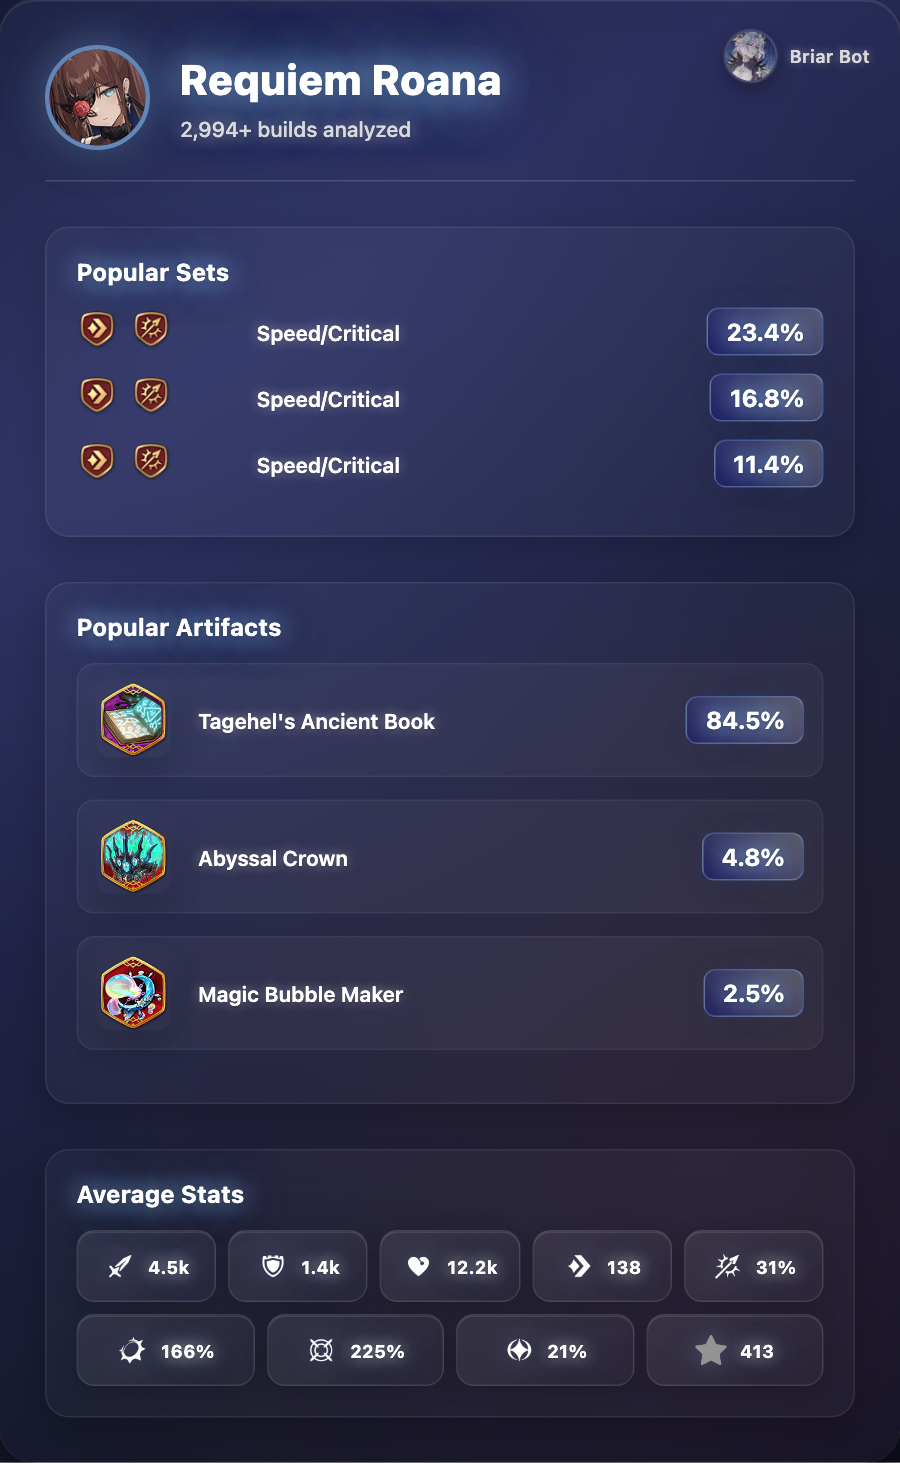 Requiem Roana
2,994+ builds analyzed
Briar Bot
Popular Sets
Speed/Critical 23.4%
Speed/Critical 16.8%
Speed/Critical 11.4%
Popular Artifacts
Tagehel's Ancient Book 84.5%
Abyssal Crown 4.8%
Magic Bubble Maker 2.5%
Average Stats
4.5k 1.4k 12.2k 138 31%
166% 225% 21% 413